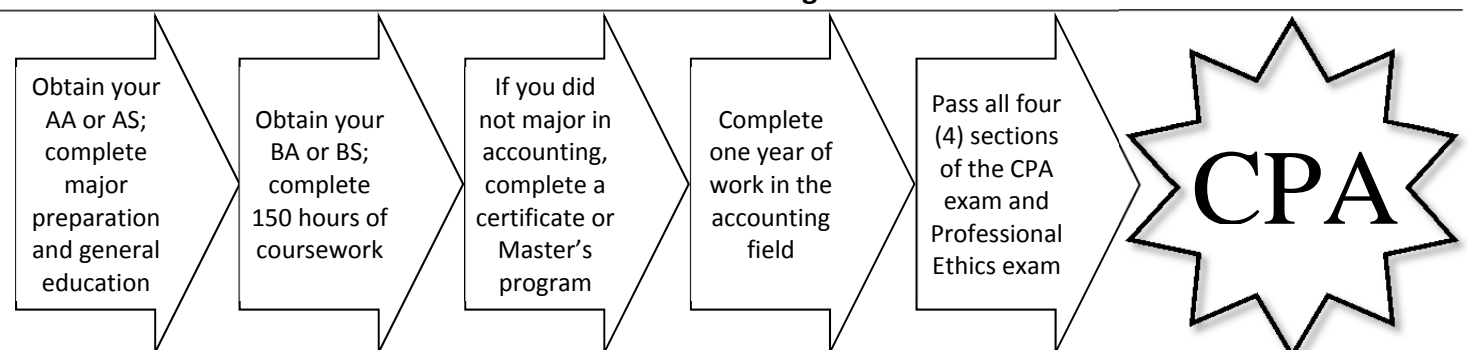 Obtain your
AA or AS;
complete
major
preparation
and general
education
Obtain your
BA or BS;
complete
150 hours of
coursework
If you did
not major in
accounting,
complete a
certificate or
Master's
program
Complete
one year of
work in the
accounting
field
Pass all four
(4) sections
of the CPA
exam and
Professional
Ethics exam
CPA